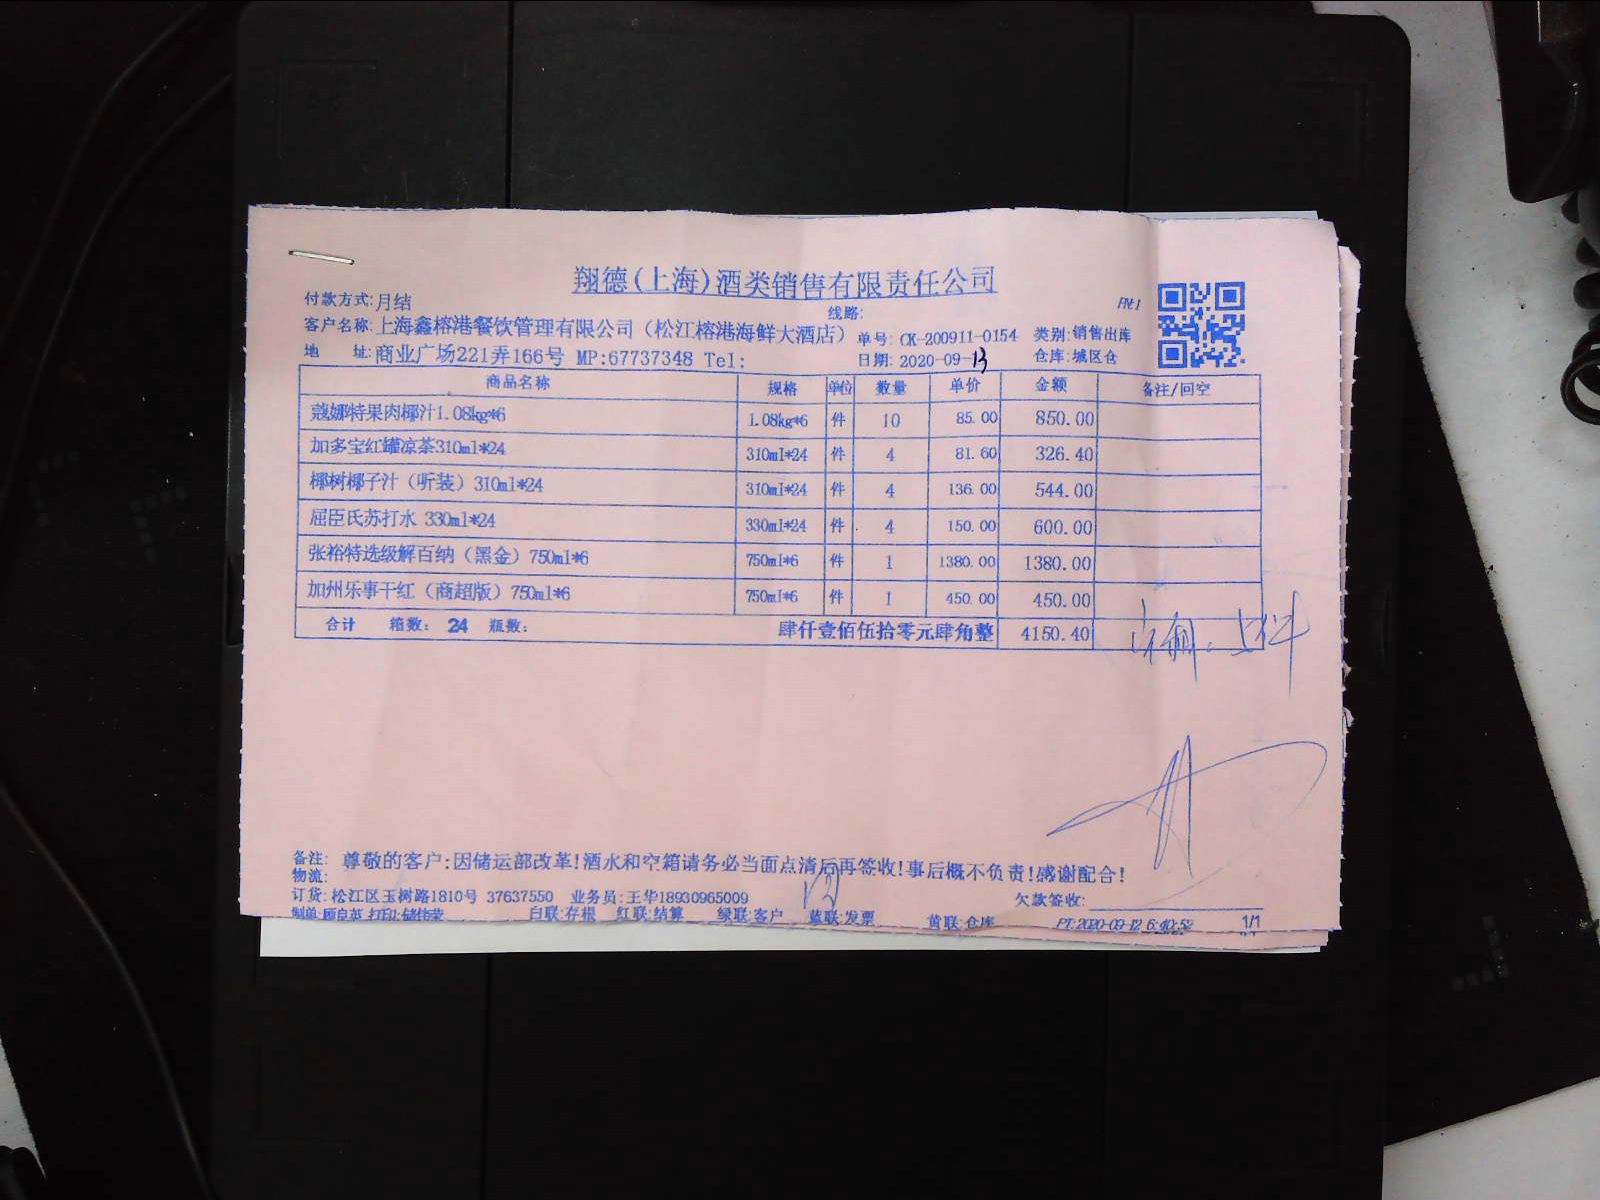 翔德(上海)酒类销售有限责任公司
付款方式:月结
线路:
客户名称:上海鑫榕港餐饮管理有限公司（松江榕港海鲜大酒店）单号: CK-200911-0154 类别:销售出库
地 址:商业广场221弄166号 MP:67737348 Tel: 日期: 2020-09-13 仓库:城区仓
商品名称 规格 单位 数量 单价 金额 备注/回空
蔻娜特果肉椰汁1.08kg*6 1.08kg*6 件 10 85.00 850.00
加多宝红罐凉茶310ml*24 310ml*24 件 4 81.60 326.40
椰树椰子汁（听装）310ml*24 310ml*24 件 4 136.00 544.00
屈臣氏苏打水 330ml*24 330ml*24 件 4 150.00 600.00
张裕特选级解百纳（黑金）750ml*6 750ml*6 件 1 1380.00 1380.00
加州乐事干红（商超版）750ml*6 750ml*6 件 1 450.00 450.00
合计 箱数: 24 瓶数: 肆仟壹佰伍拾零元肆角整 4150.40
备注: 尊敬的客户:因储运部改革!酒水和空箱请务必当面点清后再签收!事后概不负责!感谢配合!
物流:
订货:松江区玉树路1810号 37637550 业务员:王华18930965009 欠款签收:
白联:存根 红联:结算 绿联:客户 蓝联:发票 黄联:仓库 PT:2020-09-12 6:40:52 1/1